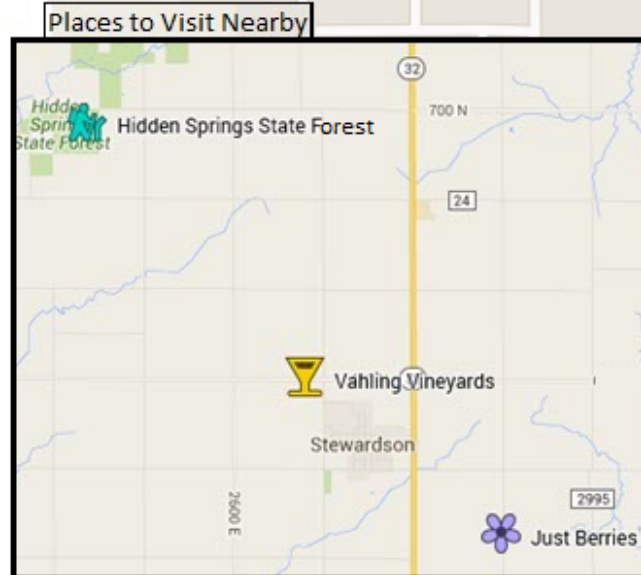 Places to Visit Nearby
32
700 N
Hidden
Springs
State Forest
Hidden Springs State Forest
24
Vahling Vineyards
Stewardson
2600 E
2995
Just Berries